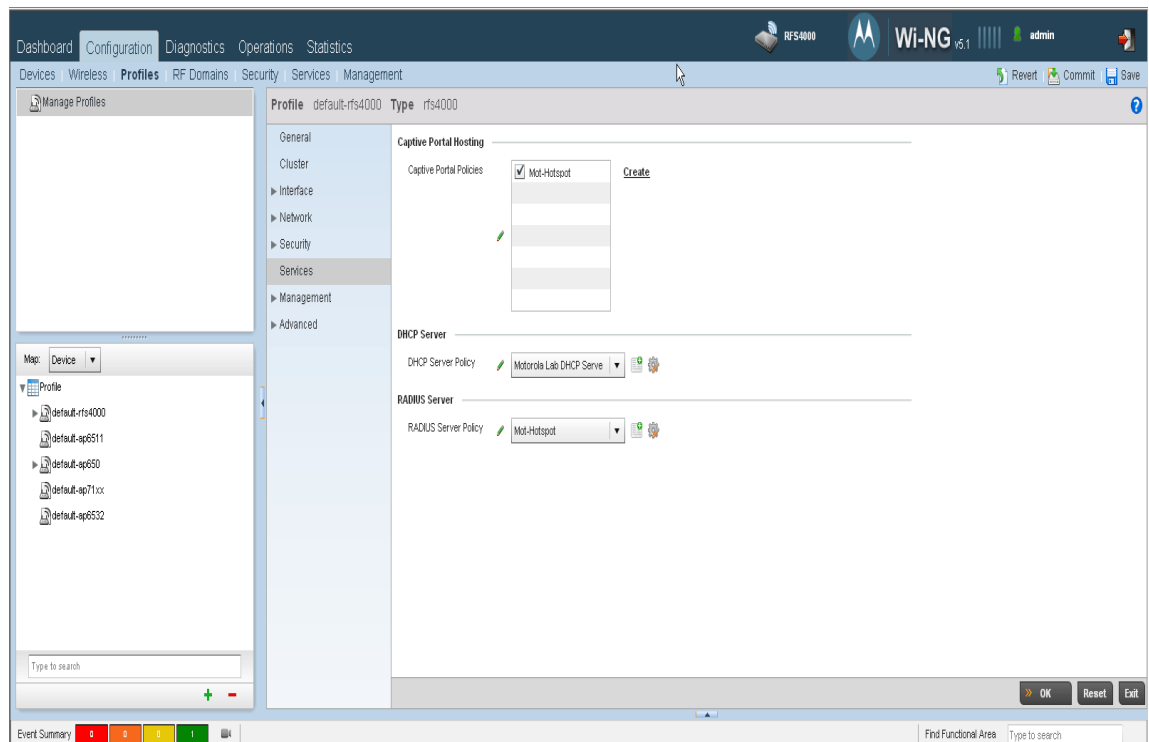 Dashboard Configuration Diagnostics Operations Statistics
RFS4000
Wi-NG v5.1
admin
Devices Wireless Profiles RF Domains Security Services Management
Revert Commit Save
Manage Profiles
Profile default-rfs4000 Type rfs4000
General
Cluster
Interface
Network
Security
Services
Management
Advanced
Captive Portal Hosting
Captive Portal Policies
Mot-Hotspot
Create
DHCP Server
DHCP Server Policy
Motorola Lab DHCP Serve
RADIUS Server
RADIUS Server Policy
Mot-Hotspot
Map: Device
Profile
default-rfs4000
default-ap6511
default-ap650
default-ap71xx
default-ap6532
Type to search
OK Reset Exit
Event Summary 0 0 0 1
Find Functional Area Type to search